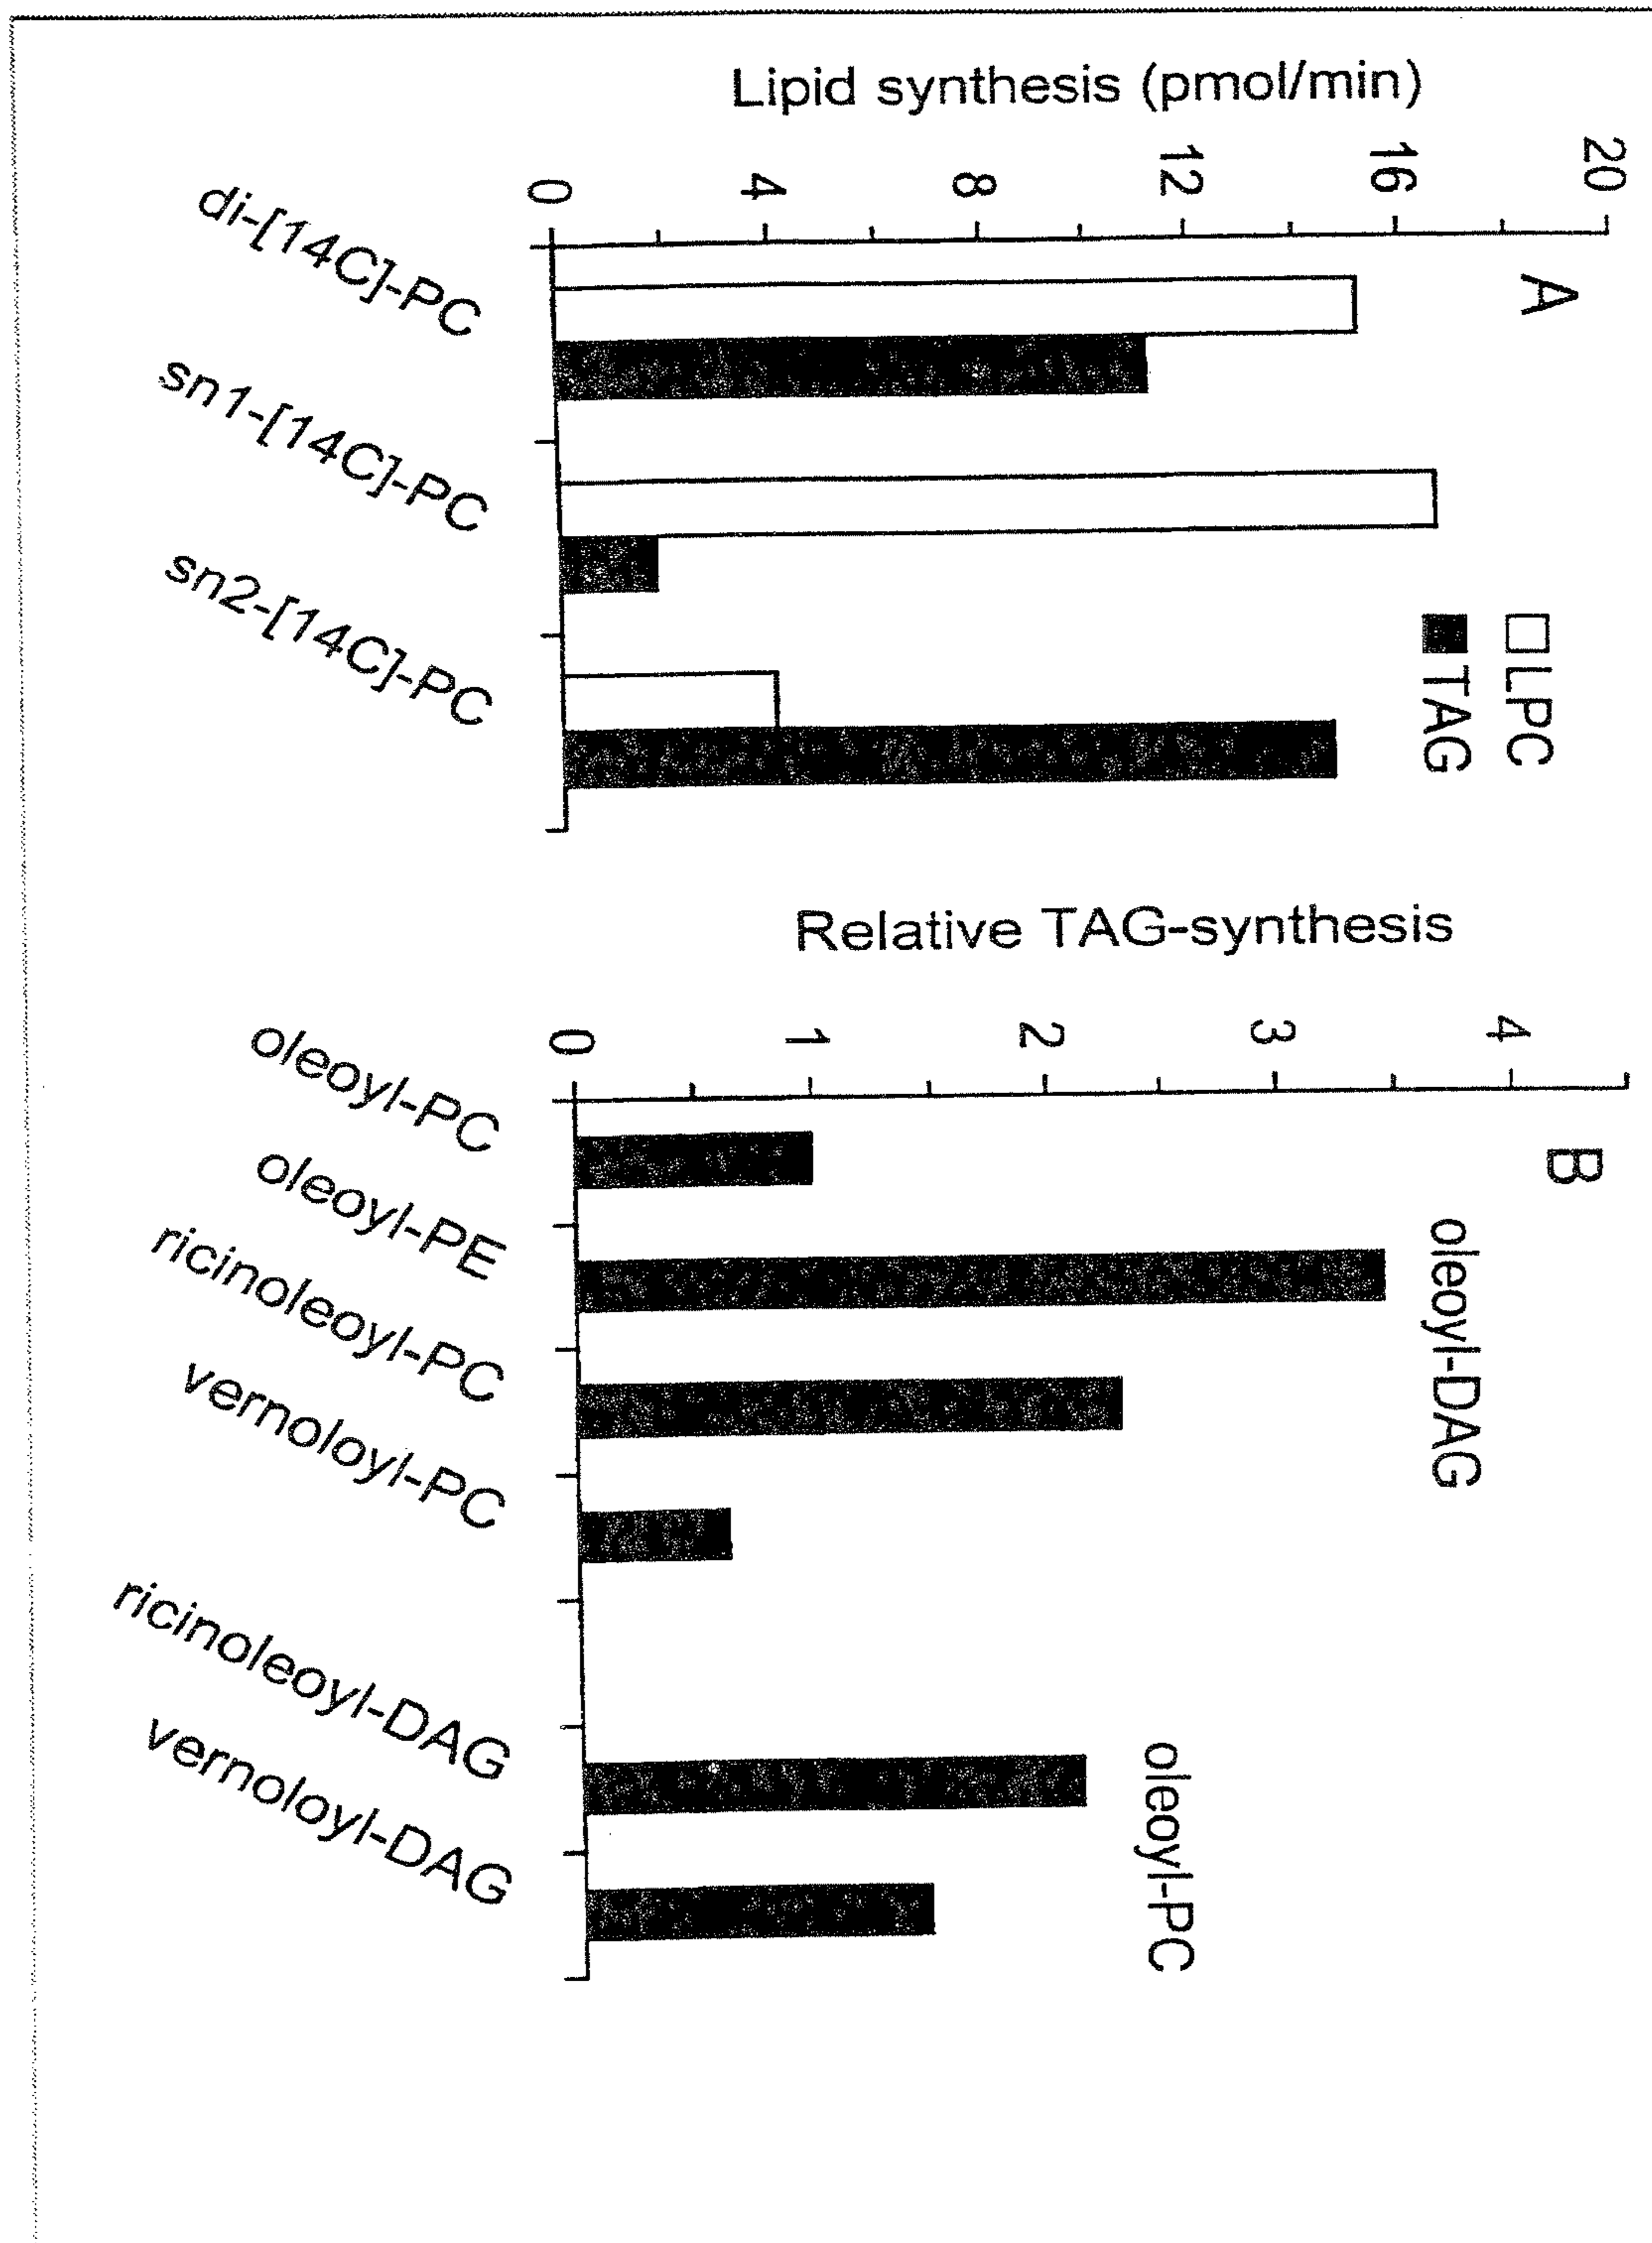 A
Lipid synthesis (pmol/min)
20
16
12
8
4
0
LPC
TAG
di-[14C]-PC
sn1-[14C]-PC
sn2-[14C]-PC
B
Relative TAG-synthesis
4
3
2
1
0
oleoyl-DAG
oleoyl-PC
oleoyl-PC
oleoyl-PE
ricinoleoyl-PC
vernoloyl-PC
ricinoleoyl-DAG
vernoloyl-DAG